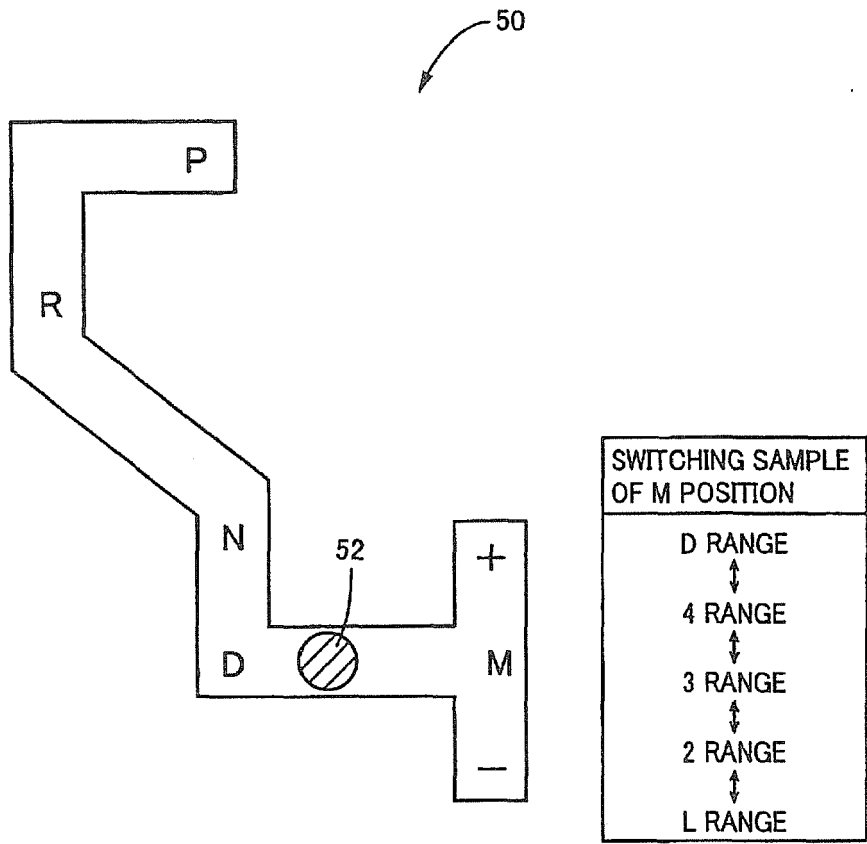 50
P
R
N
52
+
D
M
−
SWITCHING SAMPLE
OF M POSITION
D RANGE
4 RANGE
3 RANGE
2 RANGE
L RANGE